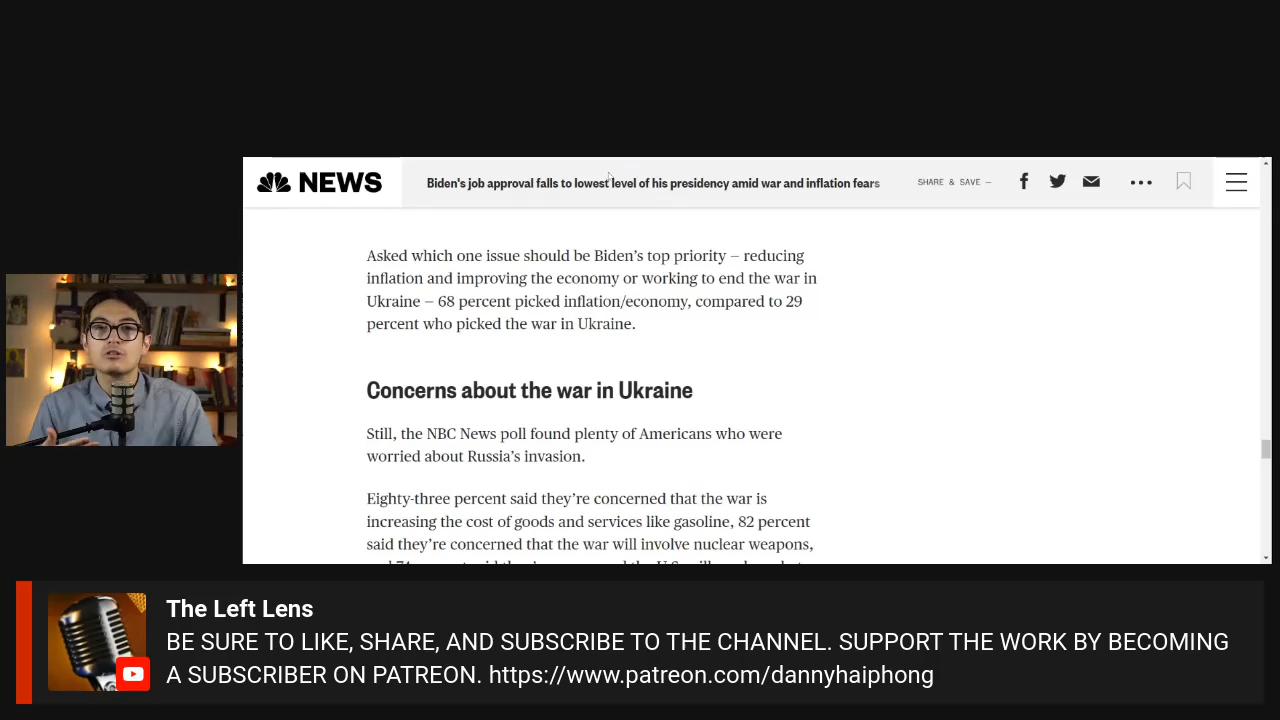 NEWS
Biden's job approval falls to lowest level of his presidency amid war and inflation fears
SHARE & SAVE —
Asked which one issue should be Biden's top priority — reducing
inflation and improving the economy or working to end the war in
Ukraine — 68 percent picked inflation/economy, compared to 29
percent who picked the war in Ukraine.
Concerns about the war in Ukraine
Still, the NBC News poll found plenty of Americans who were
worried about Russia's invasion.
Eighty-three percent said they're concerned that the war is
increasing the cost of goods and services like gasoline, 82 percent
said they're concerned that the war will involve nuclear weapons,
The Left Lens
BE SURE TO LIKE, SHARE, AND SUBSCRIBE TO THE CHANNEL. SUPPORT THE WORK BY BECOMING
A SUBSCRIBER ON PATREON. https://www.patreon.com/dannyhaiphong